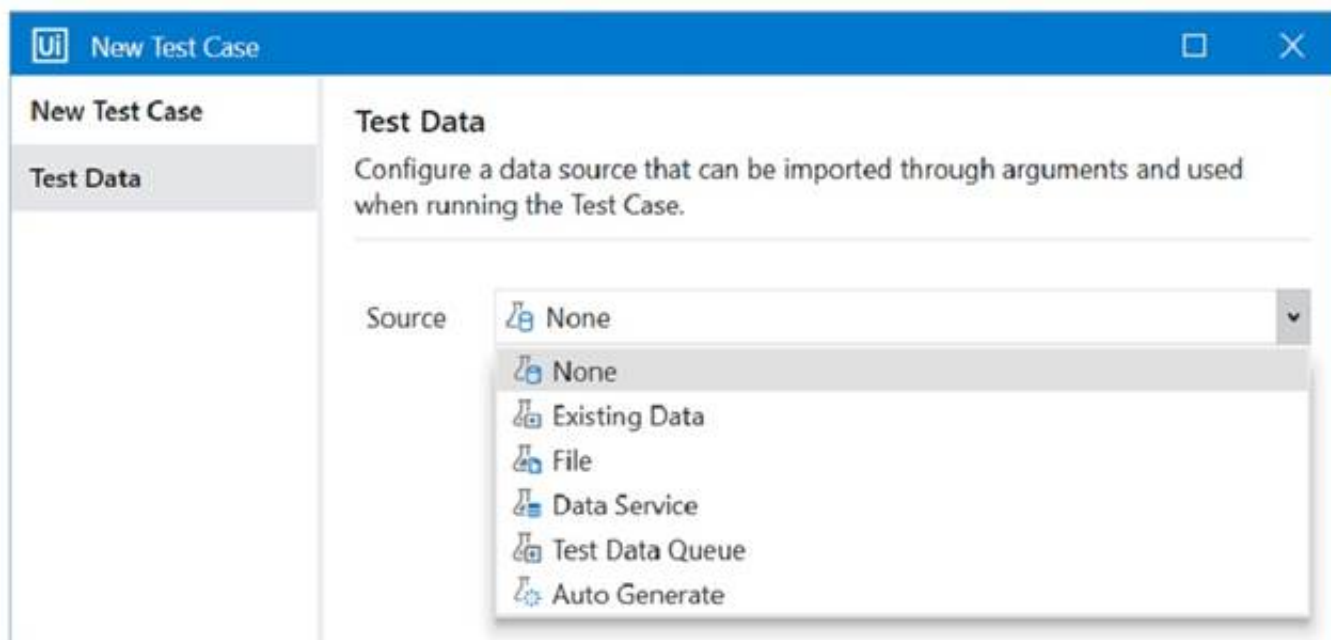 Ui New Test Case
New Test Case
Test Data
Test Data
Configure a data source that can be imported through arguments and used
when running the Test Case.
Source None
None
Existing Data
File
Data Service
Test Data Queue
Auto Generate